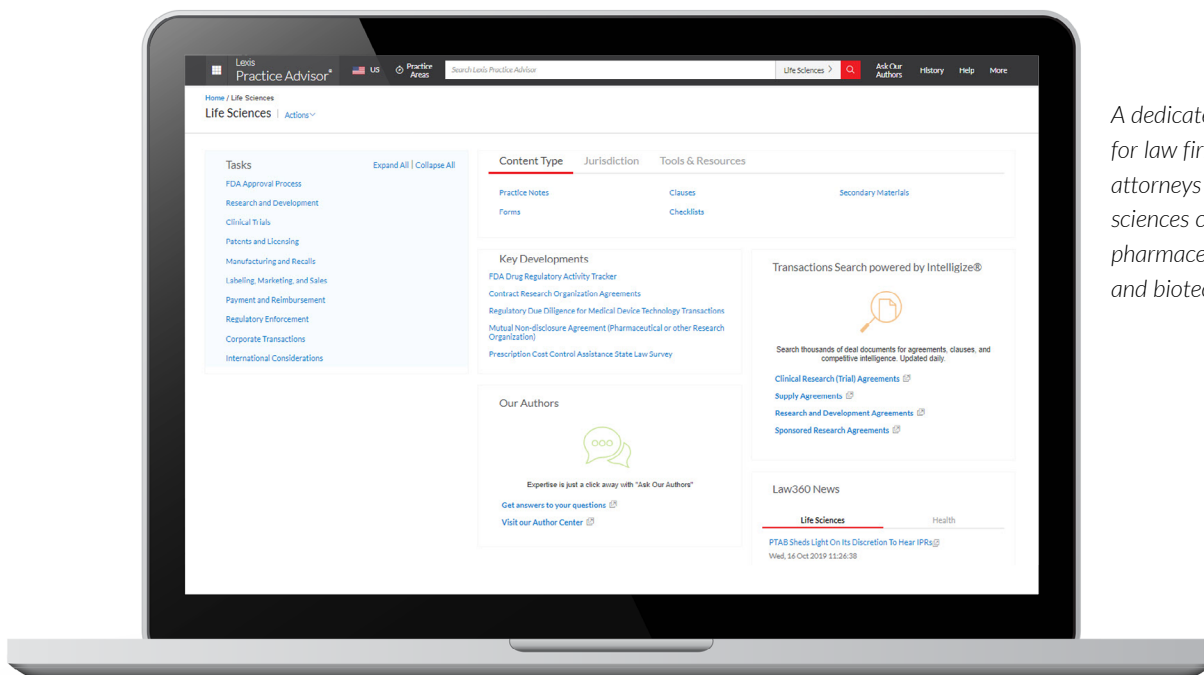 Lexis
Practice Advisor®
US
Practice
Areas
Search Lexis Practice Advisor
Life Sciences >
Ask Our
Authors
History
Help
More
Home / Life Sciences
Life Sciences | Actions
Tasks
Expand All | Collapse All
FDA Approval Process
Research and Development
Clinical Trials
Patents and Licensing
Manufacturing and Recalls
Labeling, Marketing, and Sales
Payment and Reimbursement
Regulatory Enforcement
Corporate Transactions
International Considerations
Content Type
Jurisdiction
Tools & Resources
Practice Notes
Clauses
Secondary Materials
Forms
Checklists
Key Developments
FDA Drug Regulatory Activity Tracker
Contract Research Organization Agreements
Regulatory Due Diligence for Medical Device Technology Transactions
Mutual Non-disclosure Agreement (Pharmaceutical or other Research
Organization)
Prescription Cost Control Assistance State Law Survey
Our Authors
Expertise is just a click away with "Ask Our Authors"
Get answers to your questions
Visit our Author Center
Transactions Search powered by Intelligize®
Search thousands of deal documents for agreements, clauses, and
competitive intelligence. Updated daily.
Clinical Research (Trial) Agreements
Supply Agreements
Research and Development Agreements
Sponsored Research Agreements
Law360 News
Life Sciences
Health
PTAB Sheds Light On Its Discretion To Hear IPRs
Wed, 16 Oct 2019 11:26:38
A dedicat
for law fir
attorneys
sciences c
pharmace
and biote